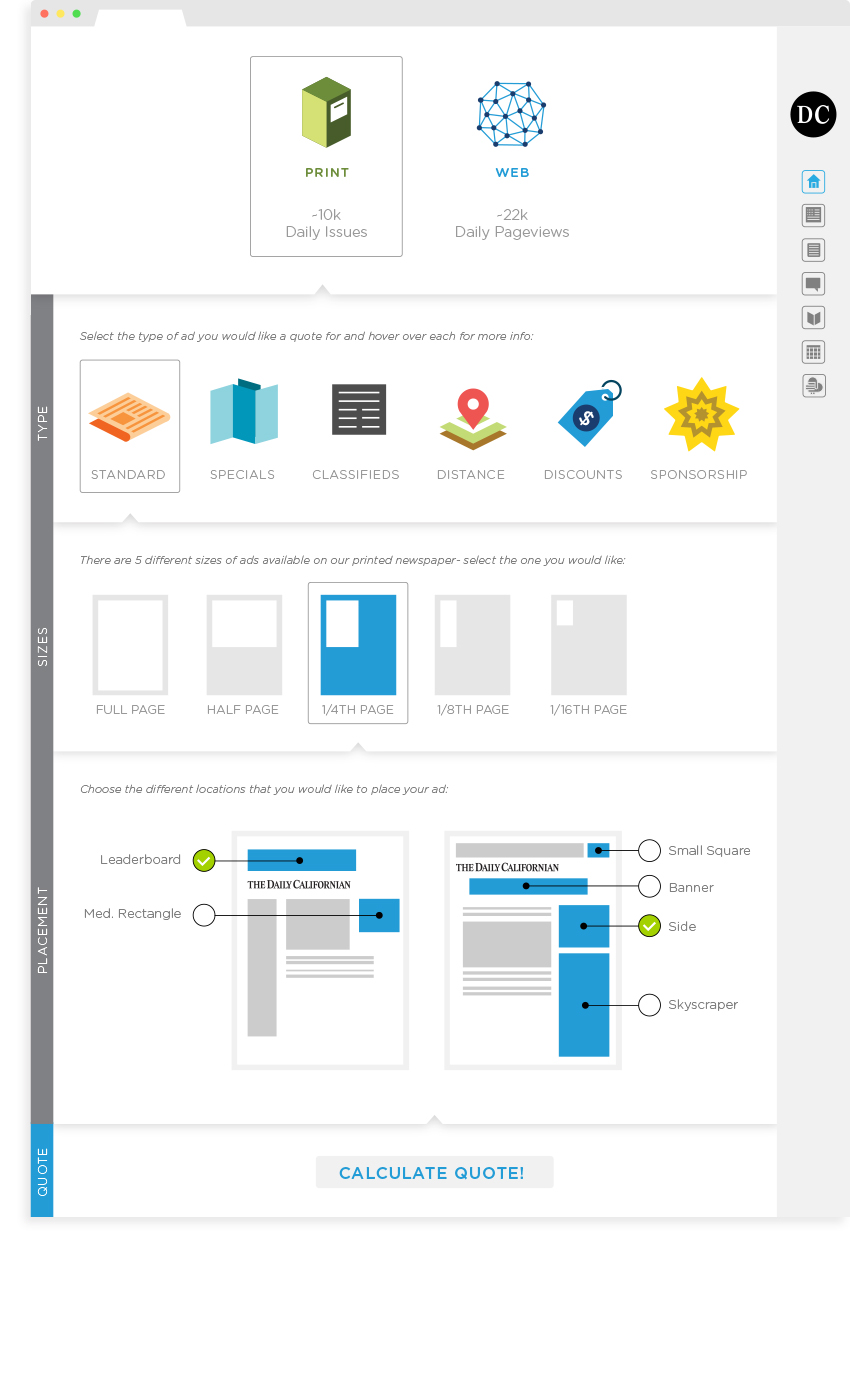 DC
PRINT
~10k
Daily Issues
WEB
~22k
Daily Pageviews
TYPE
Select the type of ad you would like a quote for and hover over each for more info:
$
STANDARD
SPECIALS
CLASSIFIEDS
DISTANCE
DISCOUNTS
SPONSORSHIP
SIZES
There are 5 different sizes of ads available on our printed newspaper- select the one you would like:
FULL PAGE
HALF PAGE
1/4TH PAGE
1/8TH PAGE
1/16TH PAGE
PLACEMENT
Choose the different locations that you would like to place your ad:
Leaderboard
THE DAILY CALIFORNIAN
Med. Rectangle
Small Square
THE DAILY CALIFORNIAN
Banner
Side
Skyscraper
QUOTE
CALCULATE QUOTE!